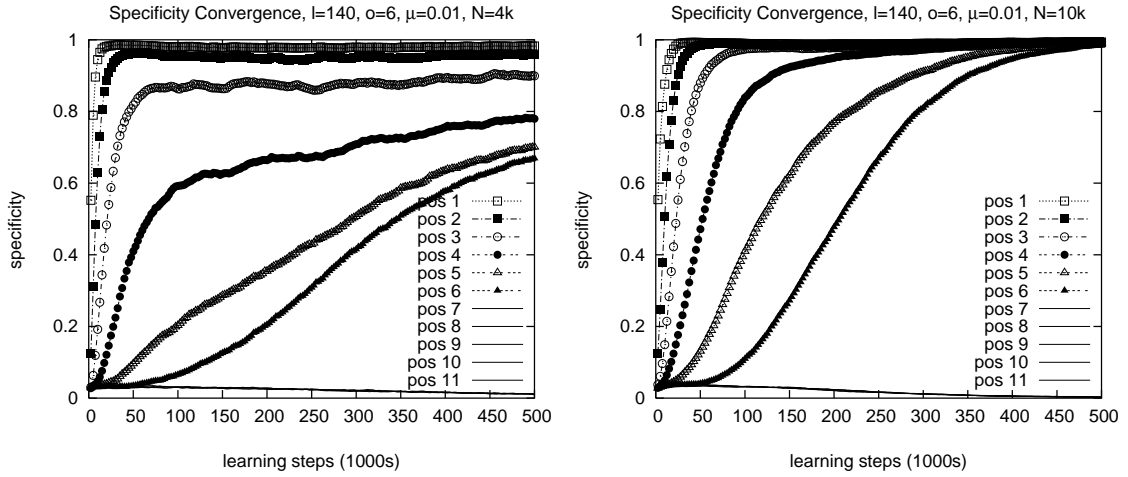 Specificity Convergence, l=140, o=6, μ=0.01, N=4k
1
0.8
0.6
0.4
0.2
0
0 50 100 150 200 250 300 350 400 450 500
specificity
learning steps (1000s)
pos 1
pos 2
pos 3
pos 4
pos 5
pos 6
pos 7
pos 8
pos 9
pos 10
pos 11
Specificity Convergence, l=140, o=6, μ=0.01, N=10k
1
0.8
0.6
0.4
0.2
0
0 50 100 150 200 250 300 350 400 450 500
specificity
learning steps (1000s)
pos 1
pos 2
pos 3
pos 4
pos 5
pos 6
pos 7
pos 8
pos 9
pos 10
pos 11